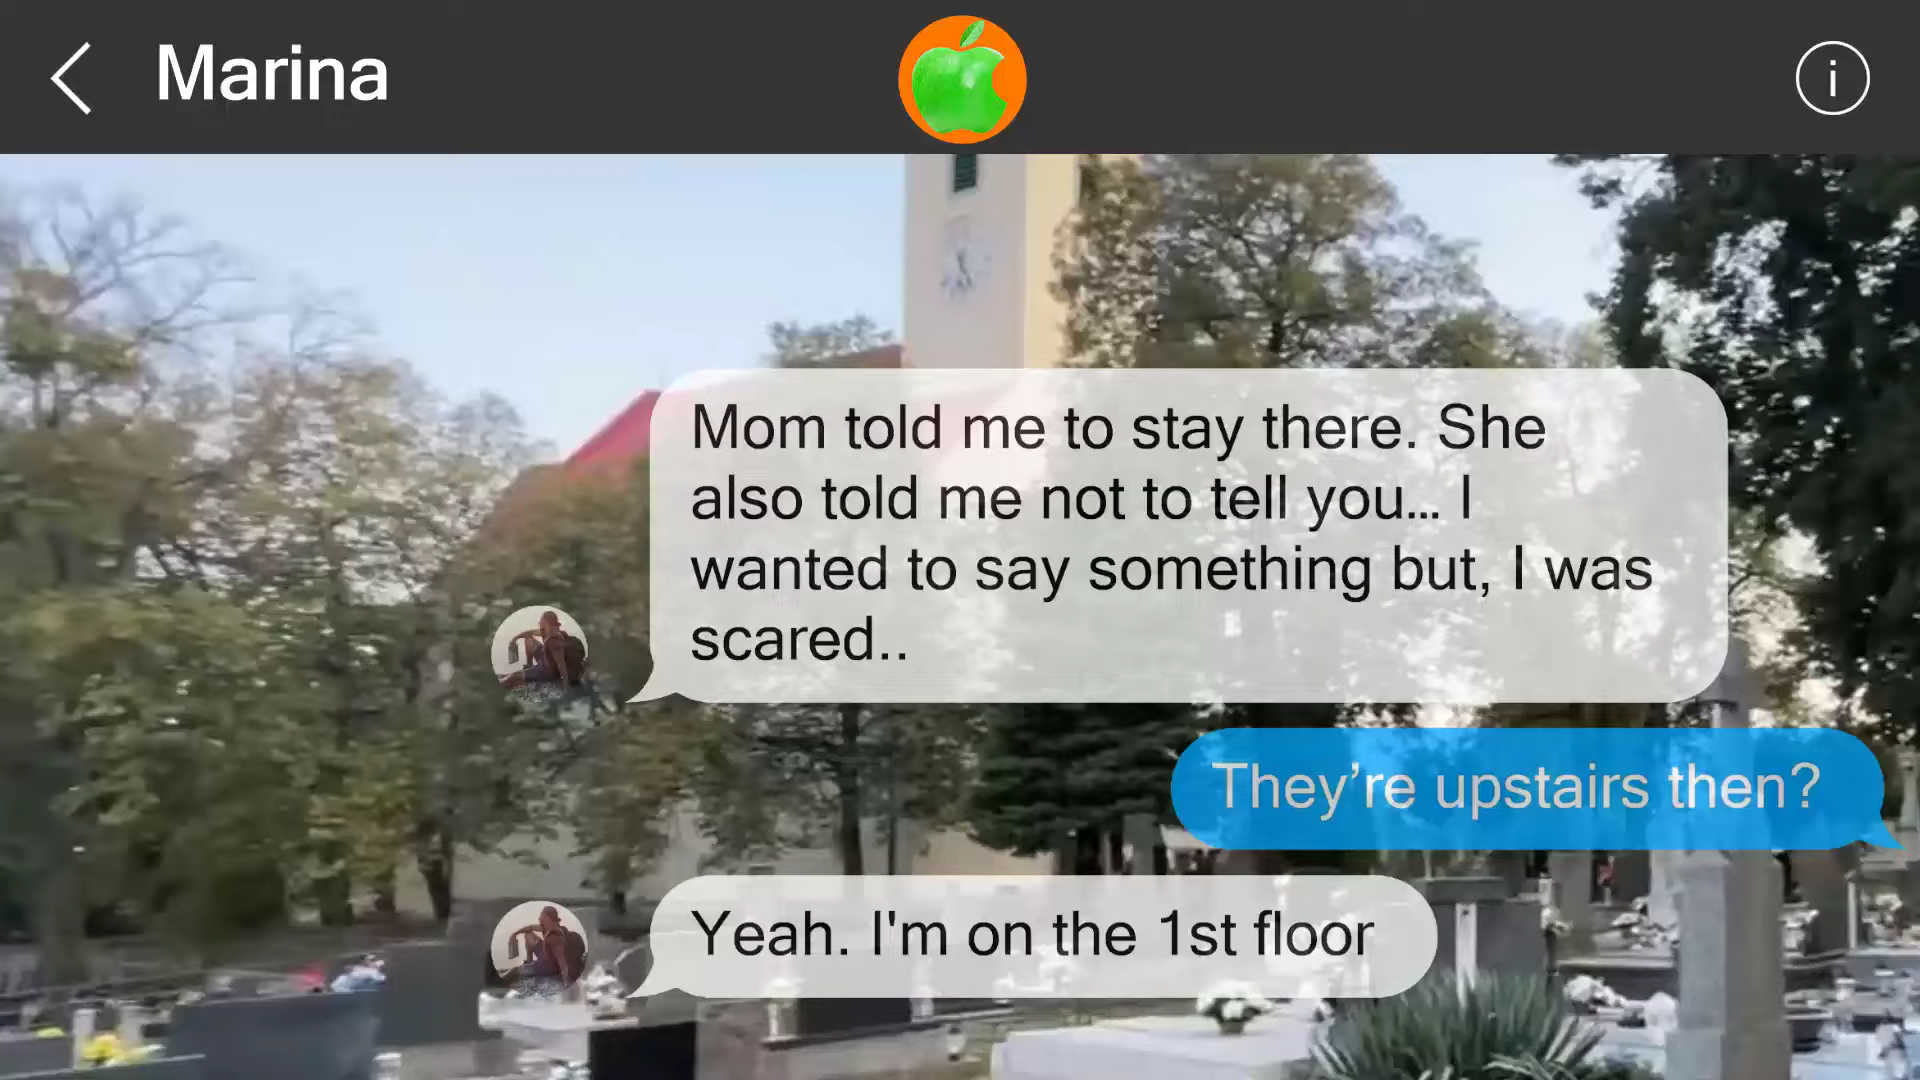 Marina
i
Mom told me to stay there. She
also told me not to tell you... I
wanted to say something but, I was
scared..
They’re upstairs then?
Yeah. I'm on the 1st floor